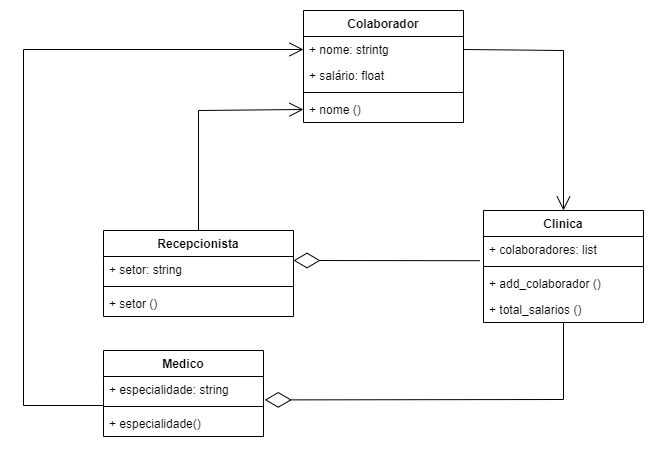 Colaborador
+ nome: strintg
+ salário: float
+ nome ()
Recepcionista
+ setor: string
+ setor ()
Clinica
+ colaboradores: list
+ add_colaborador ()
+ total_salarios ()
Medico
+ especialidade: string
+ especialidade()